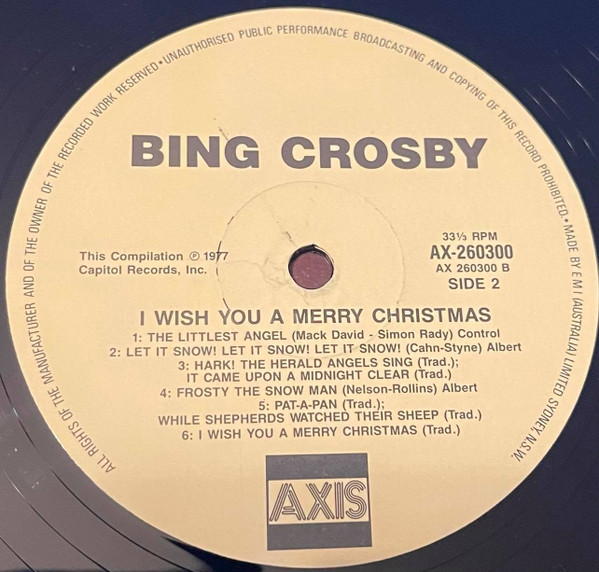 ALL RIGHTS OF THE MANUFACTURER AND OF THE OWNER OF THE RECORDED WORK RESERVED • UNAUTHORISED PUBLIC PERFORMANCE BROADCASTING AND COPYING OF THIS RECORD PROHIBITED. • MADE BY E M I (AUSTRALIA) LIMITED SYDNEY, N.S.W.
BING CROSBY
This Compilation ℗ 1977
Capitol Records, Inc.
33⅓ RPM
AX-260300
AX 260300 B
SIDE 2
I WISH YOU A MERRY CHRISTMAS
1: THE LITTLEST ANGEL (Mack David - Simon Rady) Control
2: LET IT SNOW! LET IT SNOW! LET IT SNOW! (Cahn-Styne) Albert
3: HARK! THE HERALD ANGELS SING (Trad.);
IT CAME UPON A MIDNIGHT CLEAR (Trad.)
4: FROSTY THE SNOW MAN (Nelson-Rollins) Albert
5: PAT-A-PAN (Trad.);
WHILE SHEPHERDS WATCHED THEIR SHEEP (Trad.)
6: I WISH YOU A MERRY CHRISTMAS (Trad.)
AXIS